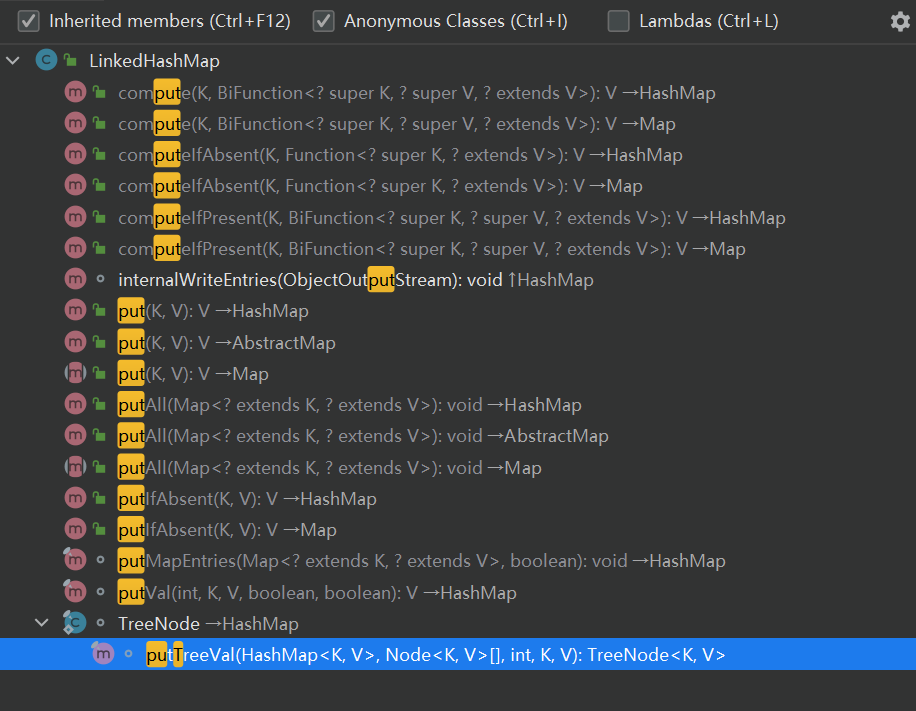 Inherited members (Ctrl+F12) Anonymous Classes (Ctrl+I) Lambdas (Ctrl+L)
C LinkedHashMap
m compute(K, BiFunction<? super K, ? super V, ? extends V>): V →HashMap
m compute(K, BiFunction<? super K, ? super V, ? extends V>): V →Map
m computeIfAbsent(K, Function<? super K, ? extends V>): V →HashMap
m computeIfAbsent(K, Function<? super K, ? extends V>): V →Map
m computeIfPresent(K, BiFunction<? super K, ? super V, ? extends V>): V →HashMap
m computeIfPresent(K, BiFunction<? super K, ? super V, ? extends V>): V →Map
m internalWriteEntries(ObjectOutputStream): void ↑HashMap
m put(K, V): V →HashMap
m put(K, V): V →AbstractMap
m put(K, V): V →Map
m putAll(Map<? extends K, ? extends V>): void →HashMap
m putAll(Map<? extends K, ? extends V>): void →AbstractMap
m putAll(Map<? extends K, ? extends V>): void →Map
m putIfAbsent(K, V): V →HashMap
m putIfAbsent(K, V): V →Map
m putMapEntries(Map<? extends K, ? extends V>, boolean): void →HashMap
m putVal(int, K, V, boolean, boolean): V →HashMap
C TreeNode →HashMap
m putTreeVal(HashMap<K, V>, Node<K, V>[], int, K, V): TreeNode<K, V>